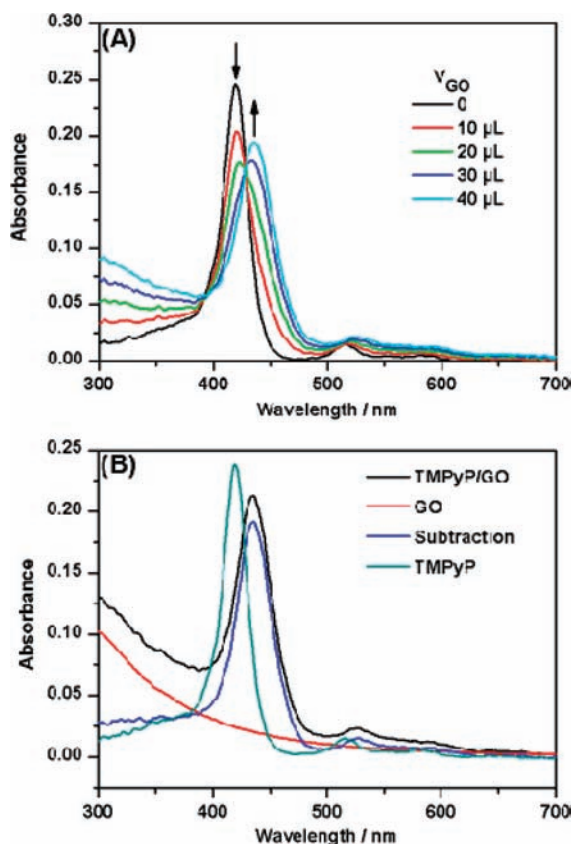 (A)
V GO
0
10 µL
20 µL
30 µL
40 µL
0.30
0.25
0.20
0.15
0.10
0.05
0.00
Absorbance
300 400 500 600 700
Wavelength / nm
(B)
TMPyP/GO
GO
Subtraction
TMPyP
0.25
0.20
0.15
0.10
0.05
0.00
Absorbance
300 400 500 600 700
Wavelength / nm